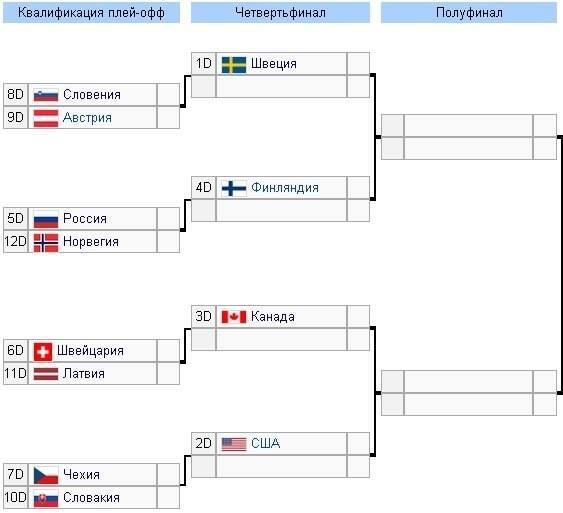 Квалификация плей-офф
Четвертьфинал
Полуфинал
1D Швеция
8D Словения
9D Австрия
4D Финляндия
5D Россия
12D Норвегия
3D Канада
6D Швейцария
11D Латвия
2D США
7D Чехия
10D Словакия